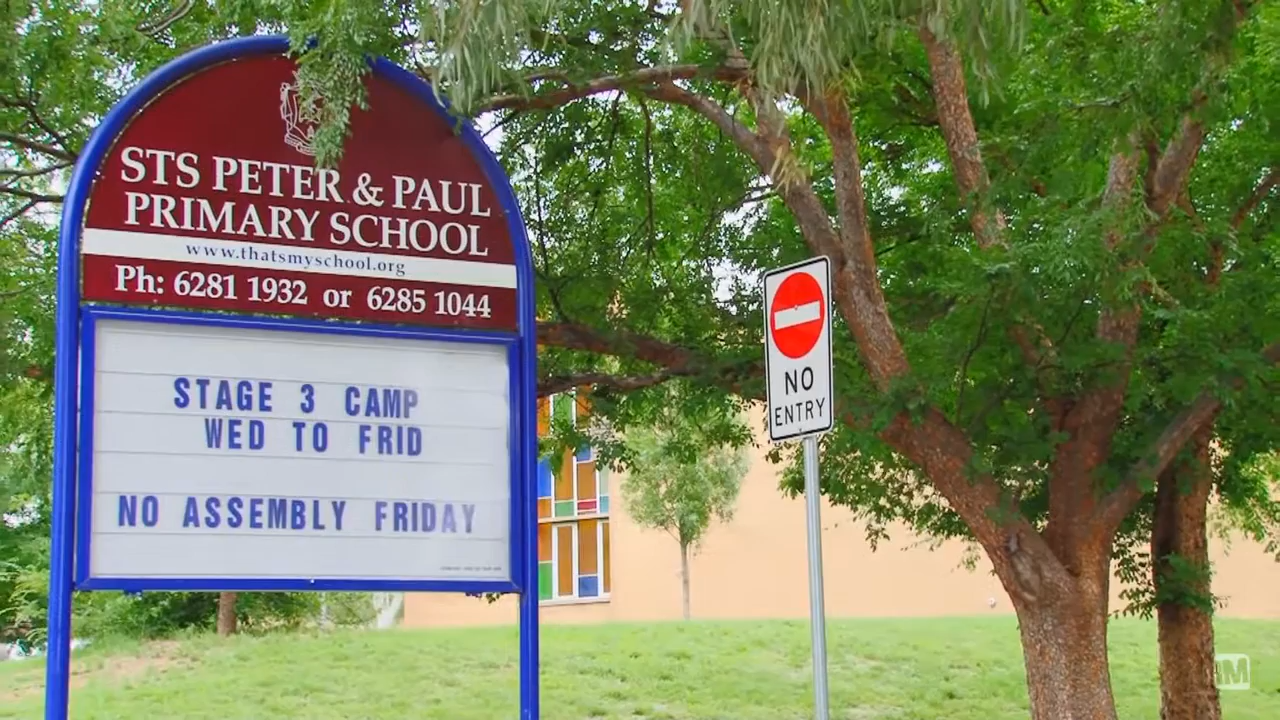 STS PETER & PAUL
PRIMARY SCHOOL
www.thatsmyschool.org
Ph: 6281 1932 or 6285 1044
STAGE 3 CAMP
WED TO FRID
NO ASSEMBLY FRIDAY
NO
ENTRY